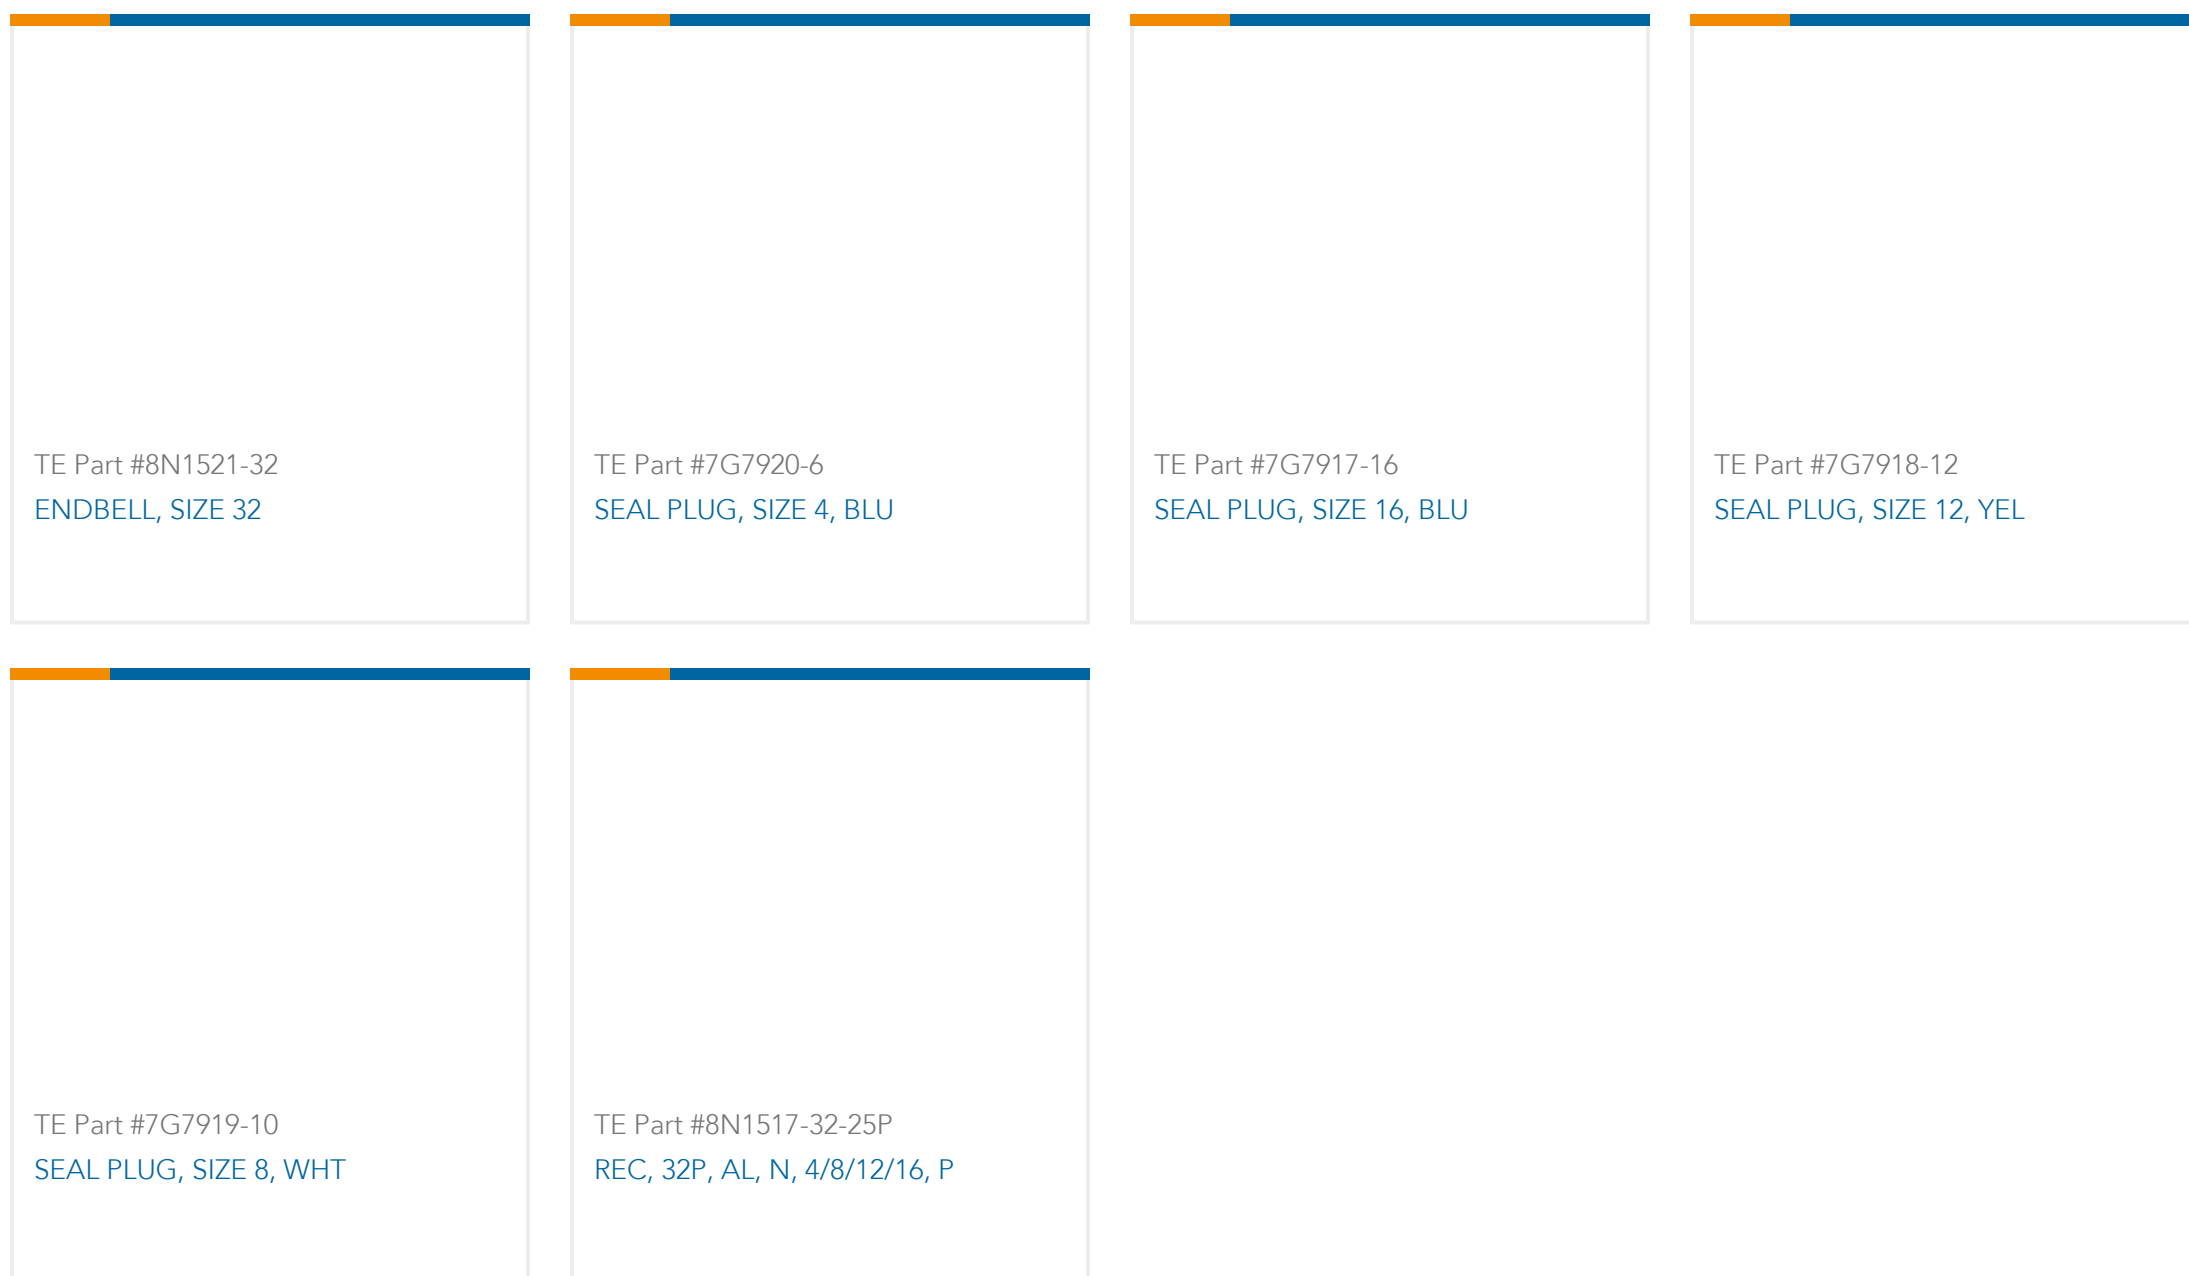 TE Part #8N1521-32
ENDBELL, SIZE 32
TE Part #7G7920-6
SEAL PLUG, SIZE 4, BLU
TE Part #7G7917-16
SEAL PLUG, SIZE 16, BLU
TE Part #7G7918-12
SEAL PLUG, SIZE 12, YEL
TE Part #7G7919-10
SEAL PLUG, SIZE 8, WHT
TE Part #8N1517-32-25P
REC, 32P, AL, N, 4/8/12/16, P